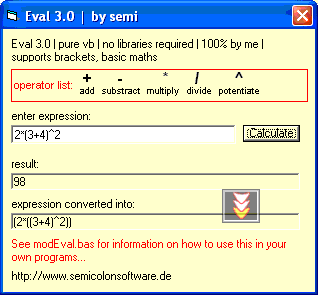 Eval 3.0 | by semi
Eval 3.0 | pure vb | no libraries required | 100% by me |
supports brackets, basic maths
+ - * / ^
operator list: add substract multiply divide potentiate
enter expression:
2*(3+4)^2 Calculate
result:
98
expression converted into:
(2*((3+4)^2))
See modEval.bas for information on how to use this in
your own programs...
http://www.semicolonsoftware.de